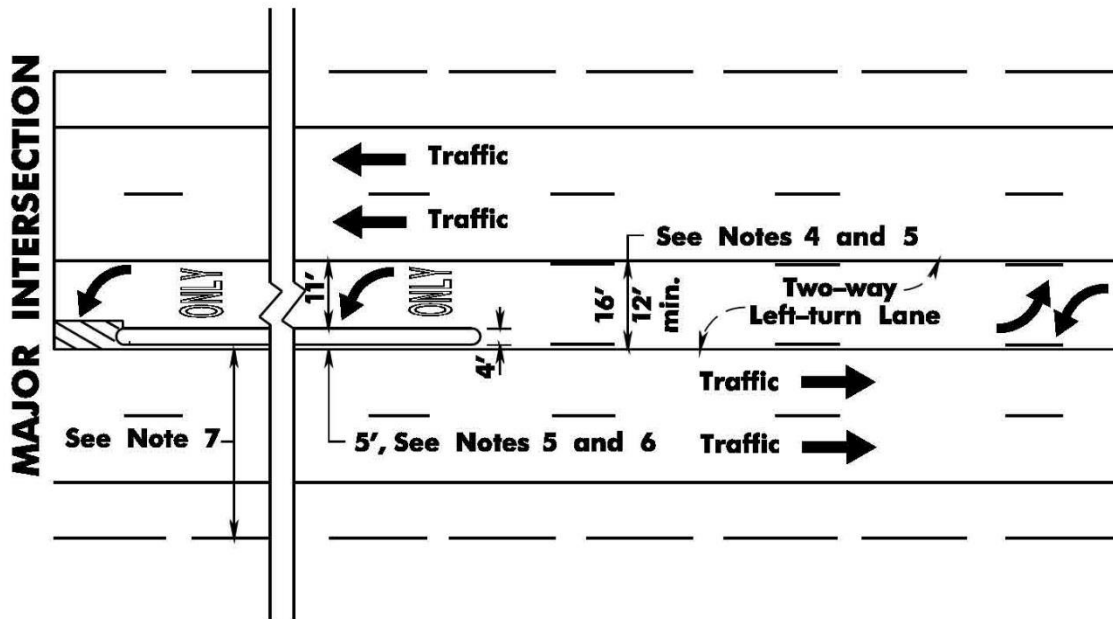 MAJOR INTERSECTION
Traffic
Traffic
See Notes 4 and 5
ONLY
11'
ONLY
16'
12'
min.
Two-way
Left-turn Lane
4'
Traffic
See Note 7
5', See Notes 5 and 6
Traffic